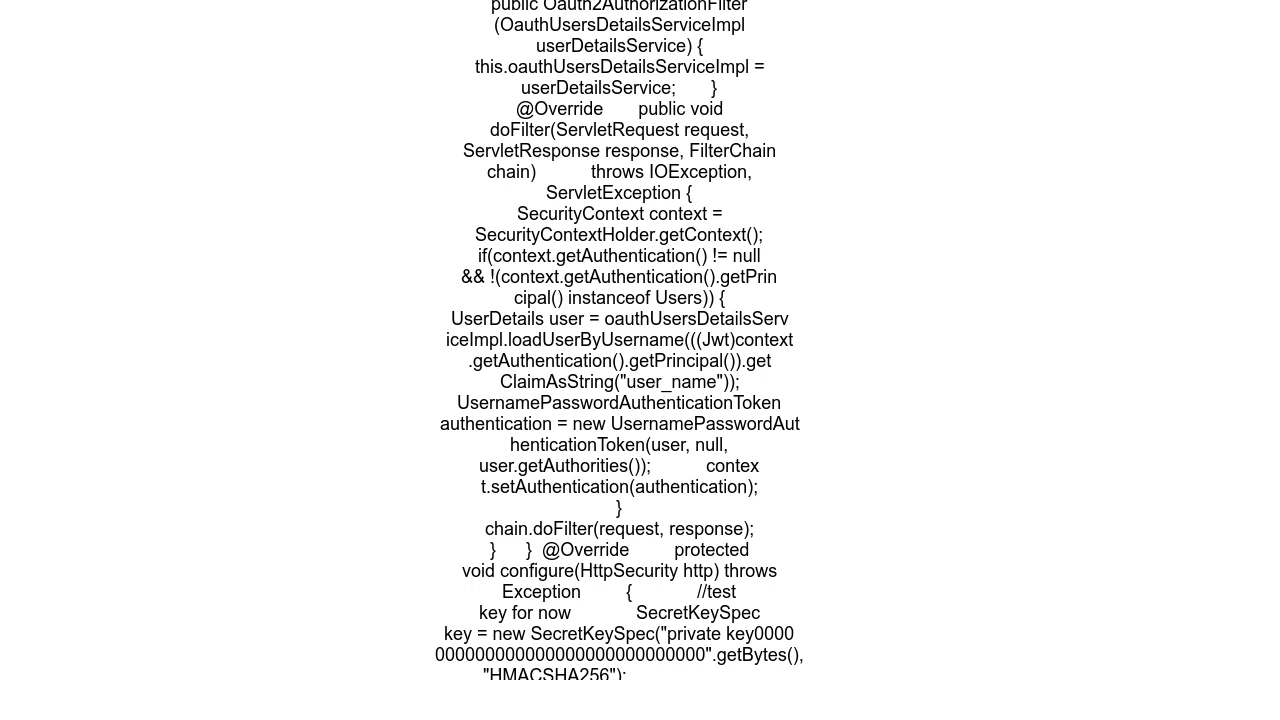 public Oauth2AuthorizationFilter
(OauthUsersDetailsServiceImpl
userDetailsService) {
this.oauthUsersDetailsServiceImpl =
userDetailsService;       }
@Override       public void
doFilter(ServletRequest request,
ServletResponse response, FilterChain
chain)           throws IOException,
ServletException {
SecurityContext context =
SecurityContextHolder.getContext();
if(context.getAuthentication() != null
&& !(context.getAuthentication().getPrin
cipal() instanceof Users)) {
UserDetails user = oauthUsersDetailsServ
iceImpl.loadUserByUsername(((Jwt)context
.getAuthentication().getPrincipal()).get
ClaimAsString("user_name"));
UsernamePasswordAuthenticationToken
authentication = new UsernamePasswordAut
henticationToken(user, null,
user.getAuthorities());           contex
t.setAuthentication(authentication);
}
chain.doFilter(request, response);
}      }  @Override         protected
void configure(HttpSecurity http) throws
Exception         {             //test
key for now             SecretKeySpec
key = new SecretKeySpec("private key0000
000000000000000000000000000".getBytes(),
"HMACSHA256");